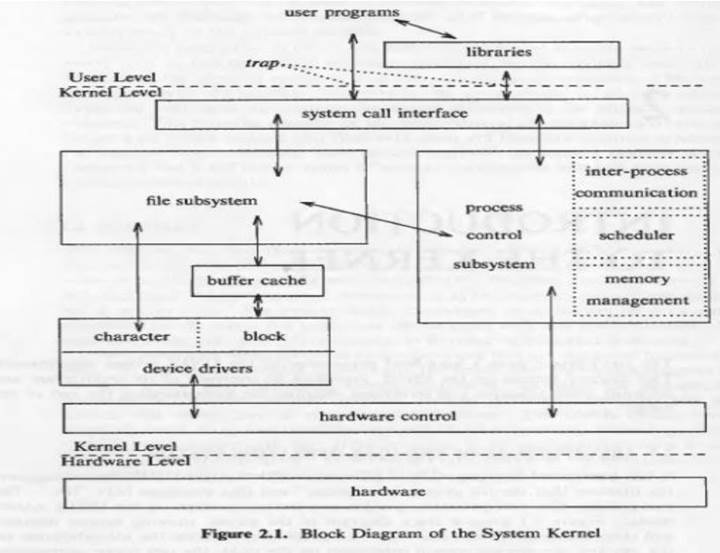 user programs
libraries
trap
User Level
Kernel Level
system call interface
file subsystem
inter-process
communication
process
control
subsystem
scheduler
memory
management
buffer cache
character
block
device drivers
hardware control
Kernel Level
Hardware Level
hardware
Figure 2.1. Block Diagram of the System Kernel